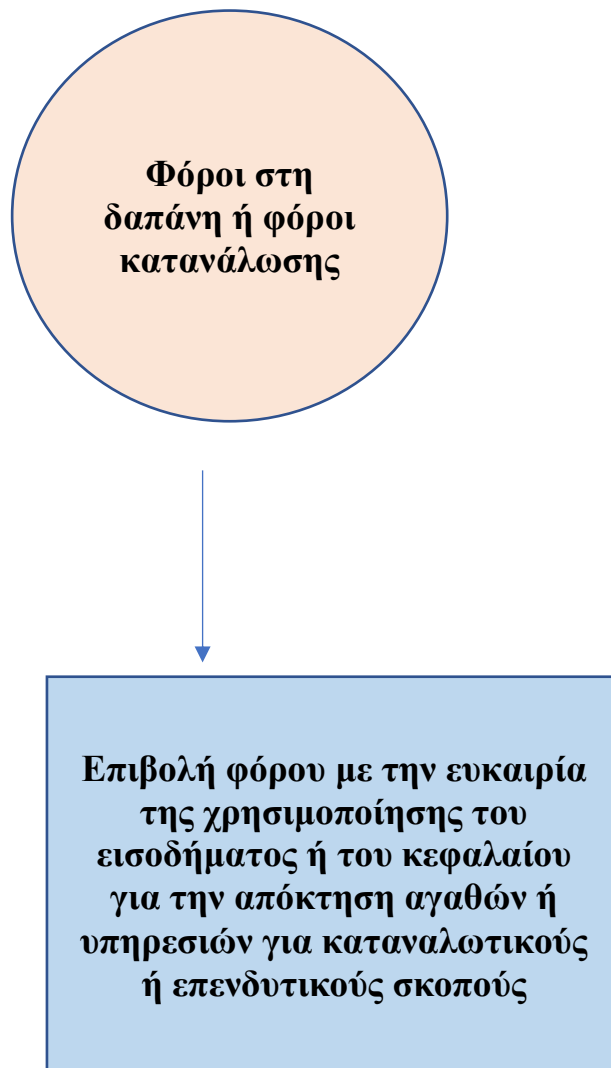 Φόροι στη
δαπάνη ή φόροι
κατανάλωσης
Επιβολή φόρου με την ευκαιρία
της χρησιμοποίησης του
εισοδήματος ή του κεφαλαίου
για την απόκτηση αγαθών ή
υπηρεσιών για καταναλωτικούς
ή επενδυτικούς σκοπούς